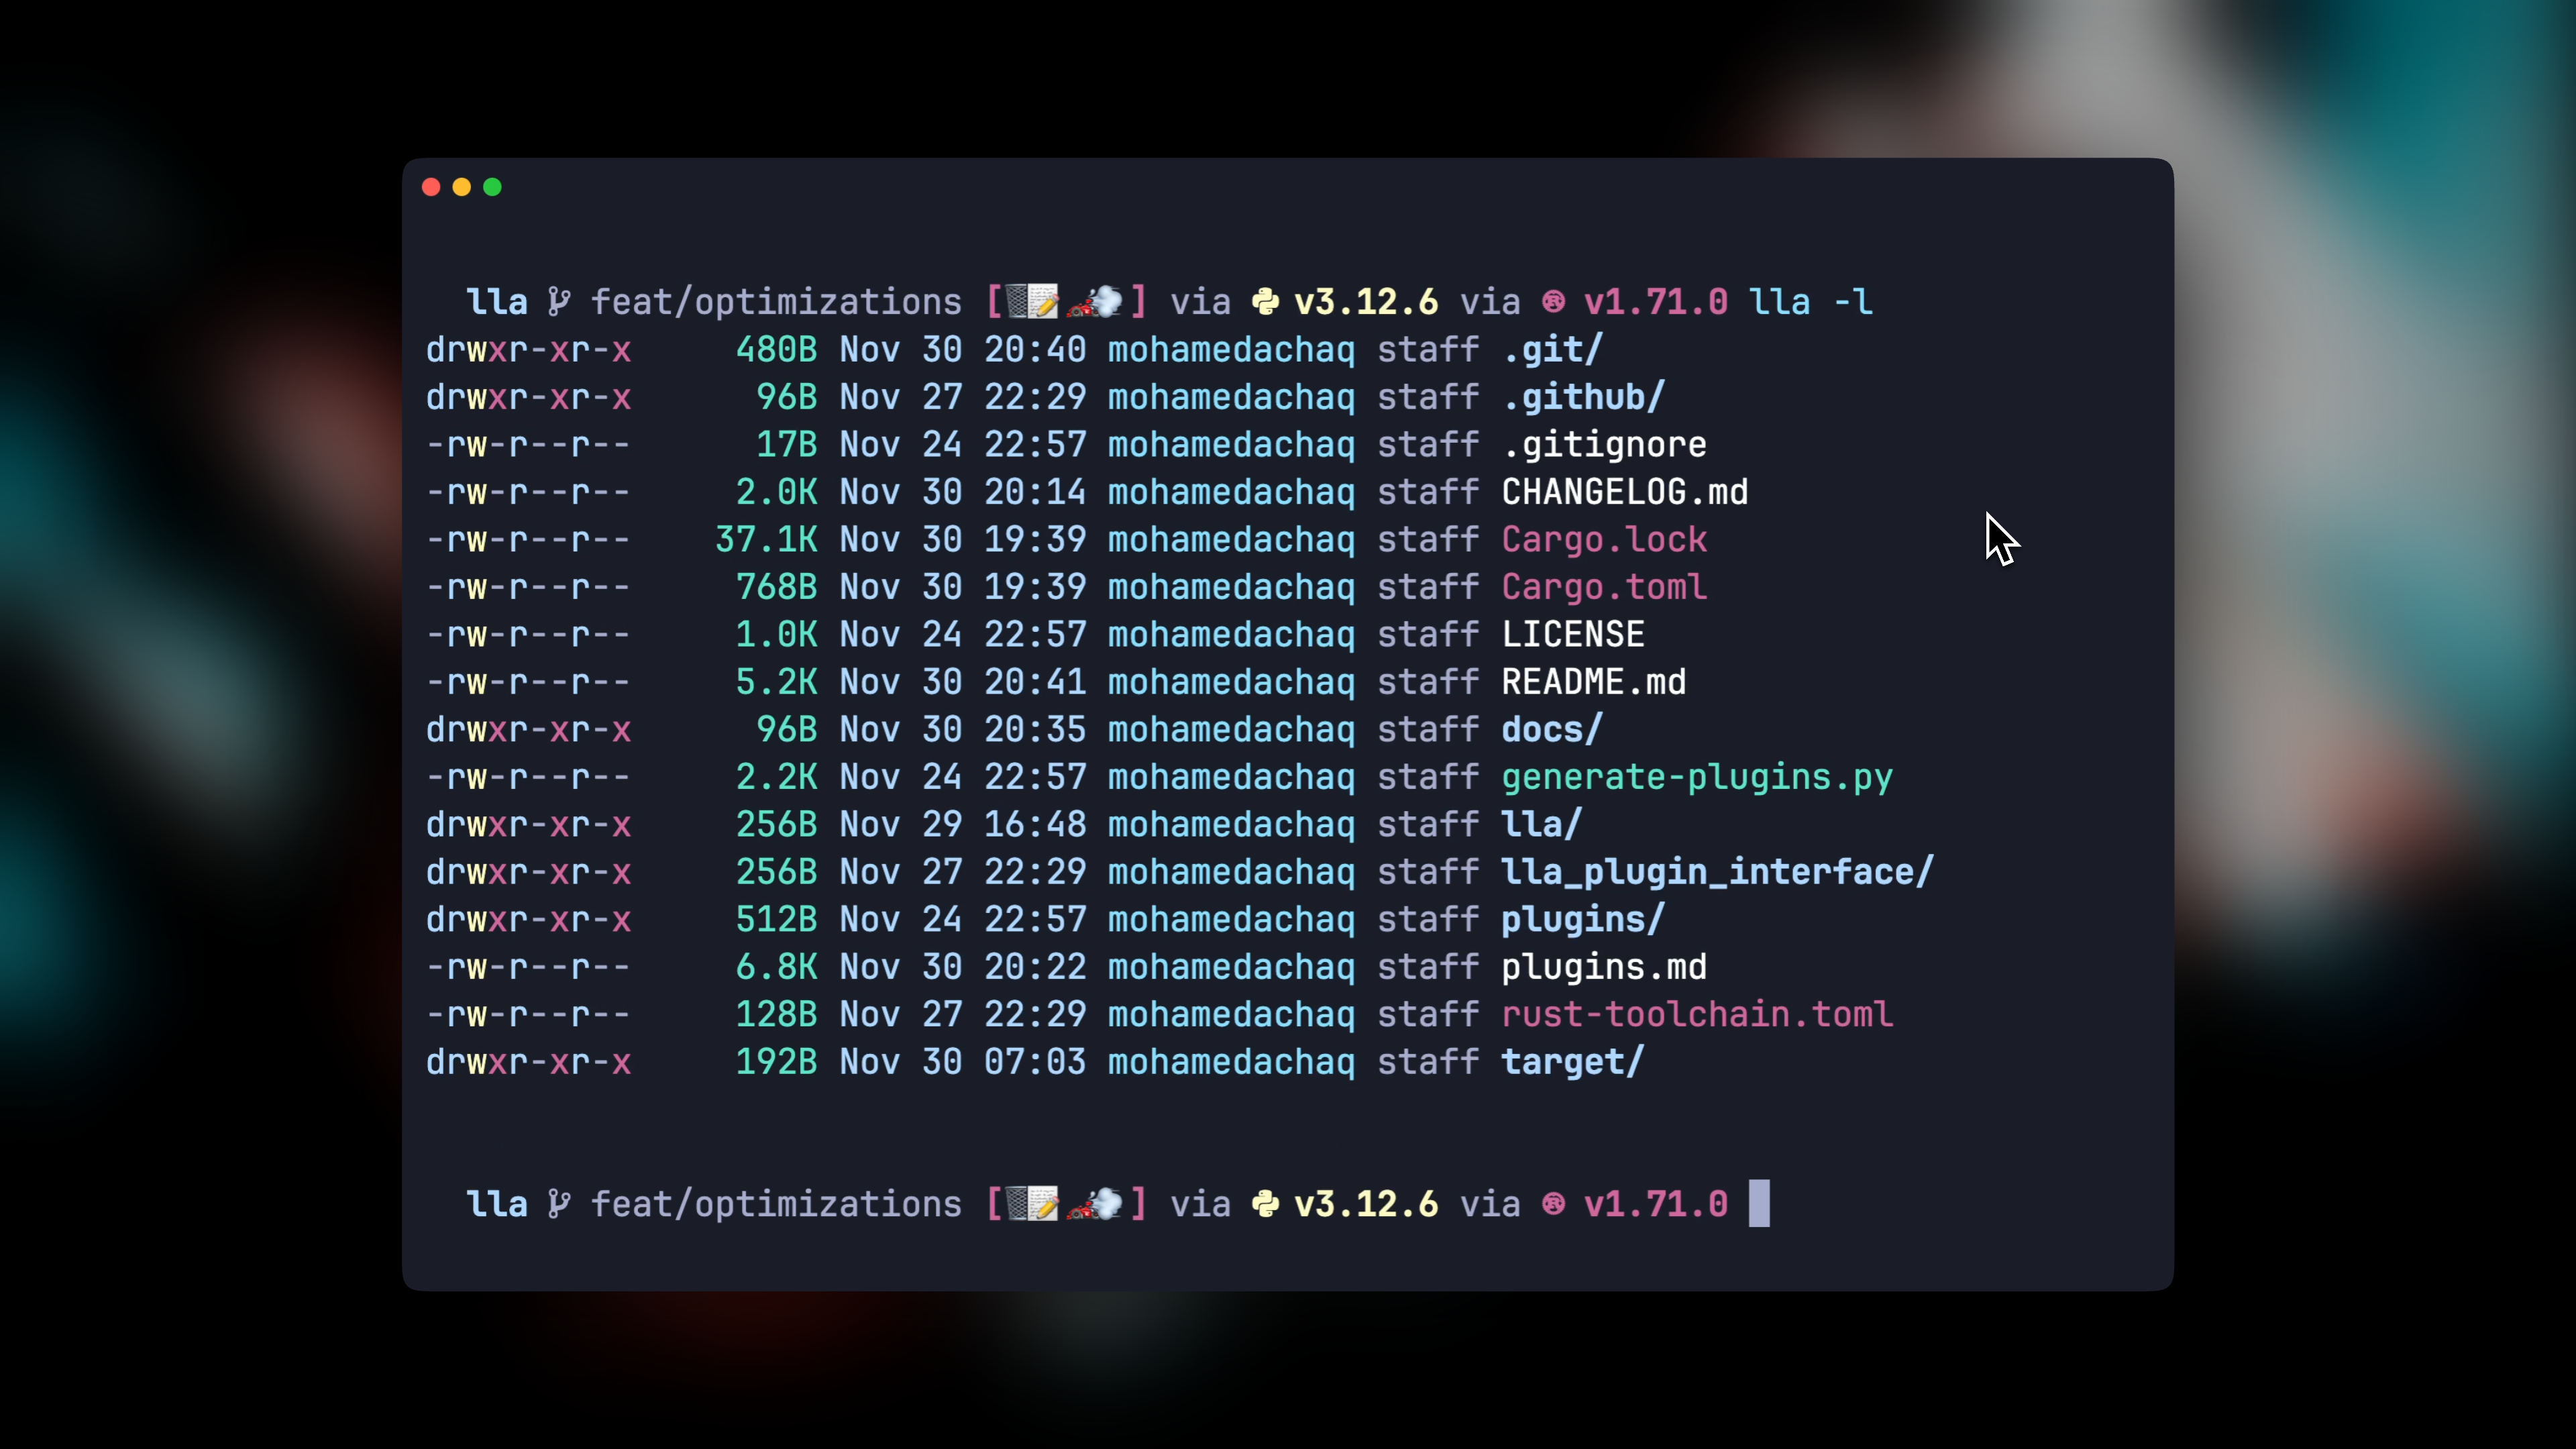 lla feat/optimizations [🗑️📝🏎️💨] via v3.12.6 via v1.71.0 lla -l
drwxr-xr-x 480B Nov 30 20:40 mohamedachaq staff .git/
drwxr-xr-x 96B Nov 27 22:29 mohamedachaq staff .github/
-rw-r--r-- 17B Nov 24 22:57 mohamedachaq staff .gitignore
-rw-r--r-- 2.0K Nov 30 20:14 mohamedachaq staff CHANGELOG.md
-rw-r--r-- 37.1K Nov 30 19:39 mohamedachaq staff Cargo.lock
-rw-r--r-- 768B Nov 30 19:39 mohamedachaq staff Cargo.toml
-rw-r--r-- 1.0K Nov 24 22:57 mohamedachaq staff LICENSE
-rw-r--r-- 5.2K Nov 30 20:41 mohamedachaq staff README.md
drwxr-xr-x 96B Nov 30 20:35 mohamedachaq staff docs/
-rw-r--r-- 2.2K Nov 24 22:57 mohamedachaq staff generate-plugins.py
drwxr-xr-x 256B Nov 29 16:48 mohamedachaq staff lla/
drwxr-xr-x 256B Nov 27 22:29 mohamedachaq staff lla_plugin_interface/
drwxr-xr-x 512B Nov 24 22:57 mohamedachaq staff plugins/
-rw-r--r-- 6.8K Nov 30 20:22 mohamedachaq staff plugins.md
-rw-r--r-- 128B Nov 27 22:29 mohamedachaq staff rust-toolchain.toml
drwxr-xr-x 192B Nov 30 07:03 mohamedachaq staff target/
lla feat/optimizations [🗑️📝🏎️💨] via v3.12.6 via v1.71.0